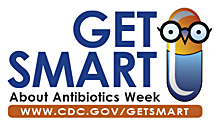 GET
SMART
About Antibiotics Week
WWW.CDC.GOV/GETSMART